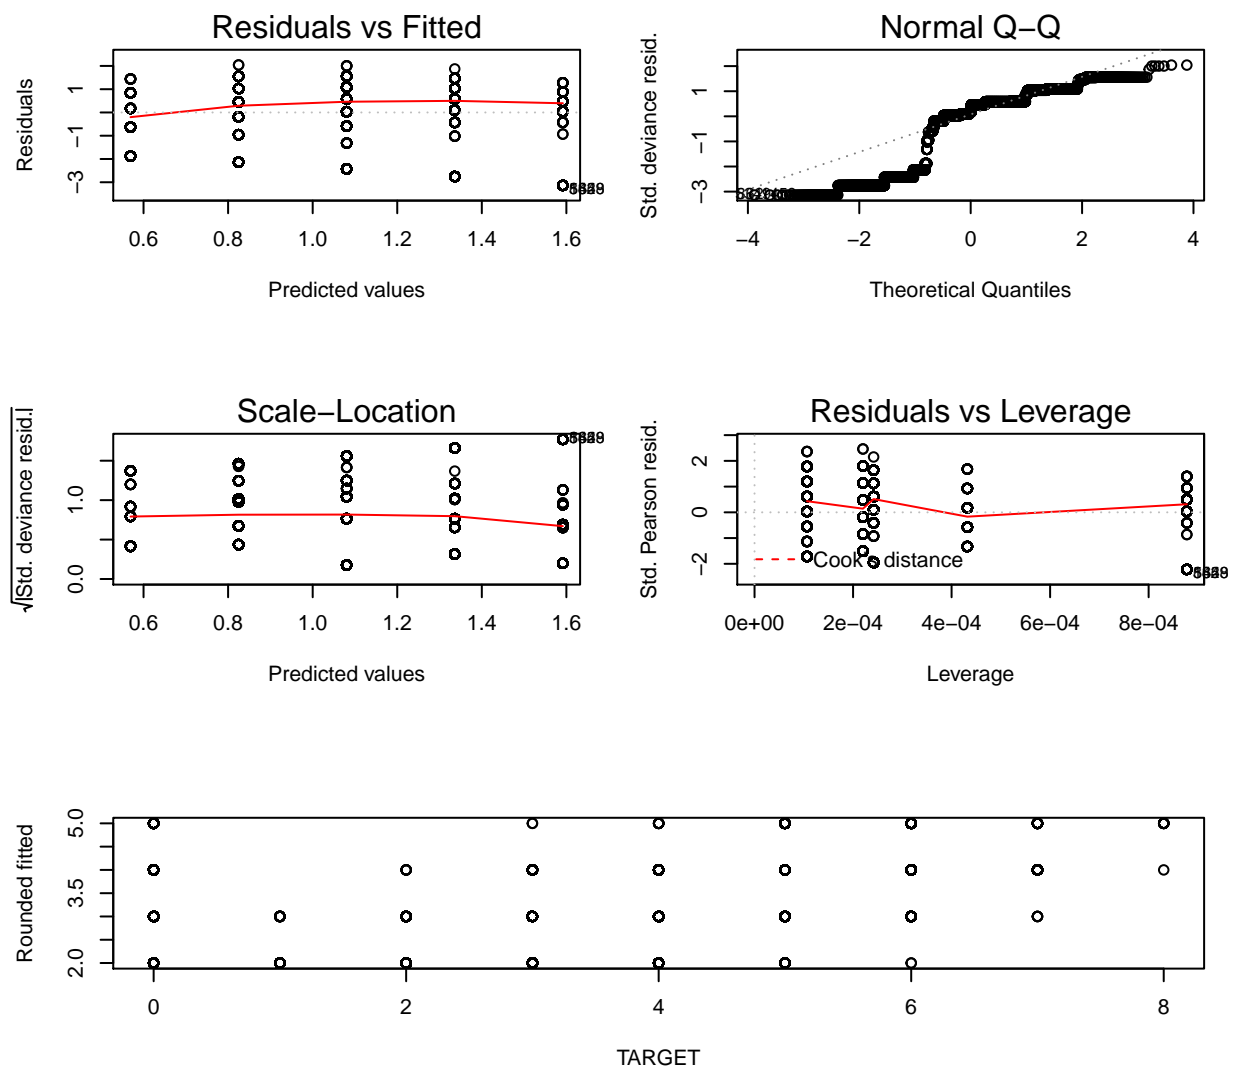 Residuals vs Fitted
Residuals
1
−1
−3
0.6 0.8 1.0 1.2 1.4 1.6
Predicted values
Normal Q−Q
Std. deviance resid.
1
−1
−3
−4 −2 0 2 4
Theoretical Quantiles
Scale−Location
√|Std. deviance resid.|
1.0
0.0
0.6 0.8 1.0 1.2 1.4 1.6
Predicted values
Residuals vs Leverage
Std. Pearson resid.
2
0
−2
Cook distance
0e+00 2e−04 4e−04 6e−04 8e−04
Leverage
Rounded fitted
5.0
3.5
2.0
0 2 4 6 8
TARGET